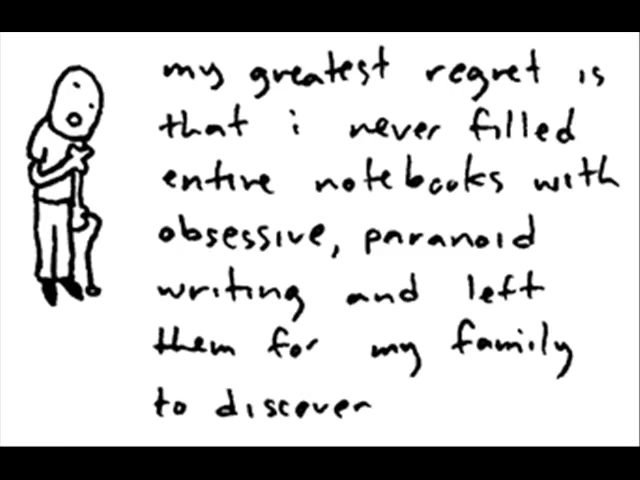 my greatest regret is
that i never filled
entire notebooks with
obsessive, paranoid
writing and left
them for my family
to discover